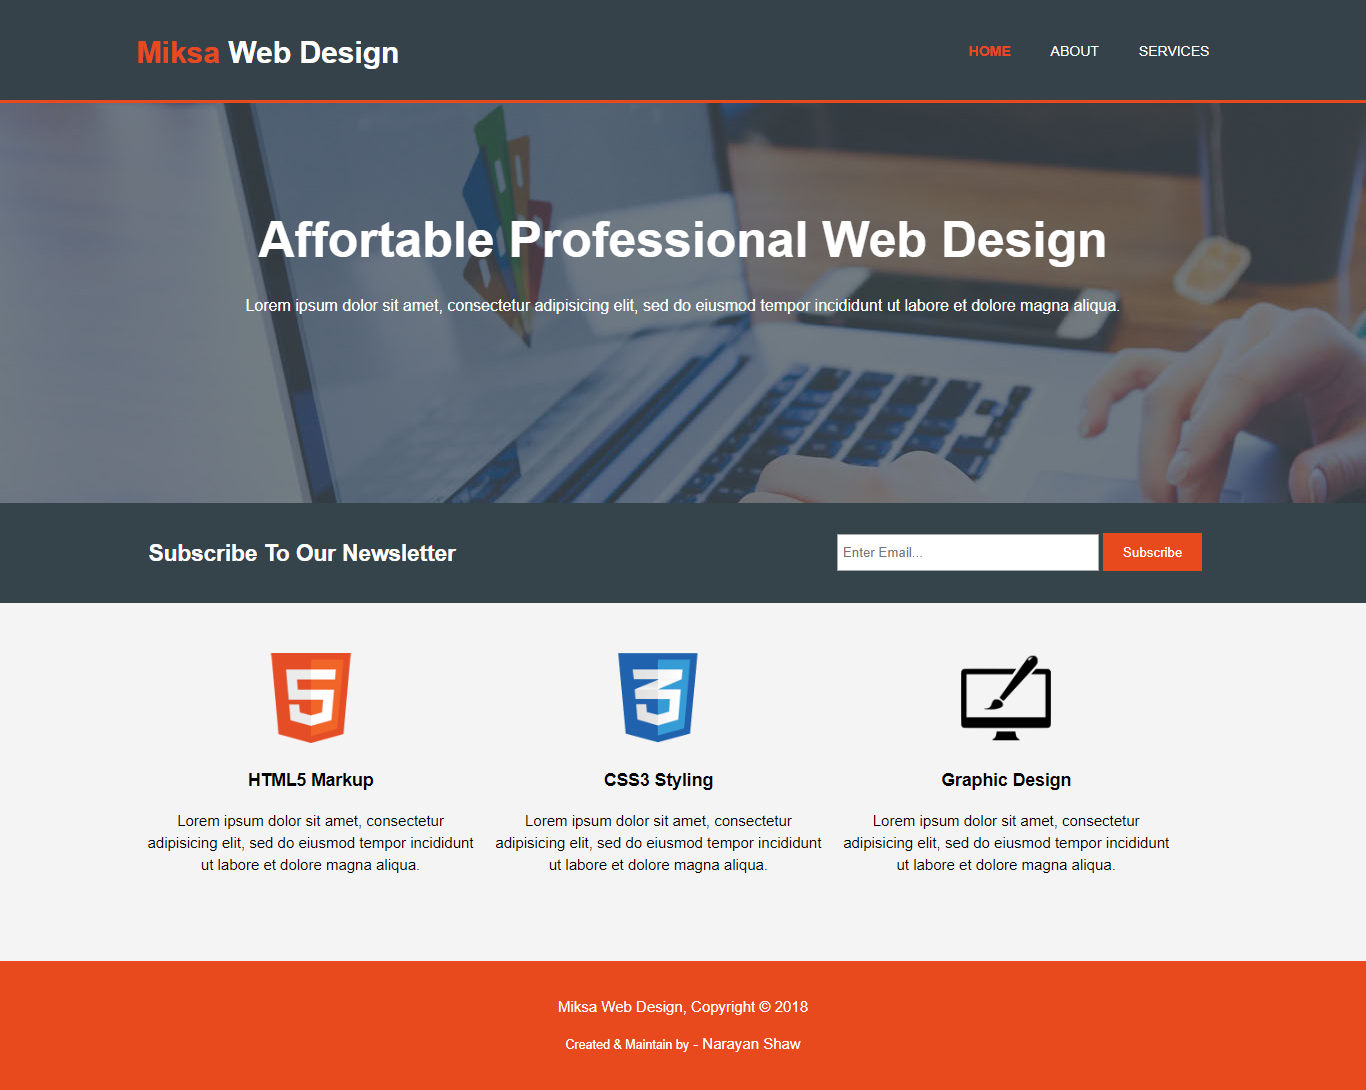 Miksa Web Design
HOME ABOUT SERVICES
Affortable Professional Web Design
Lorem ipsum dolor sit amet, consectetur adipisicing elit, sed do eiusmod tempor incididunt ut labore et dolore magna aliqua.
Subscribe To Our Newsletter
Enter Email...
Subscribe
HTML5 Markup
Lorem ipsum dolor sit amet, consectetur
adipisicing elit, sed do eiusmod tempor incididunt
ut labore et dolore magna aliqua.
CSS3 Styling
Lorem ipsum dolor sit amet, consectetur
adipisicing elit, sed do eiusmod tempor incididunt
ut labore et dolore magna aliqua.
Graphic Design
Lorem ipsum dolor sit amet, consectetur
adipisicing elit, sed do eiusmod tempor incididunt
ut labore et dolore magna aliqua.
Miksa Web Design, Copyright © 2018
Created & Maintain by - Narayan Shaw